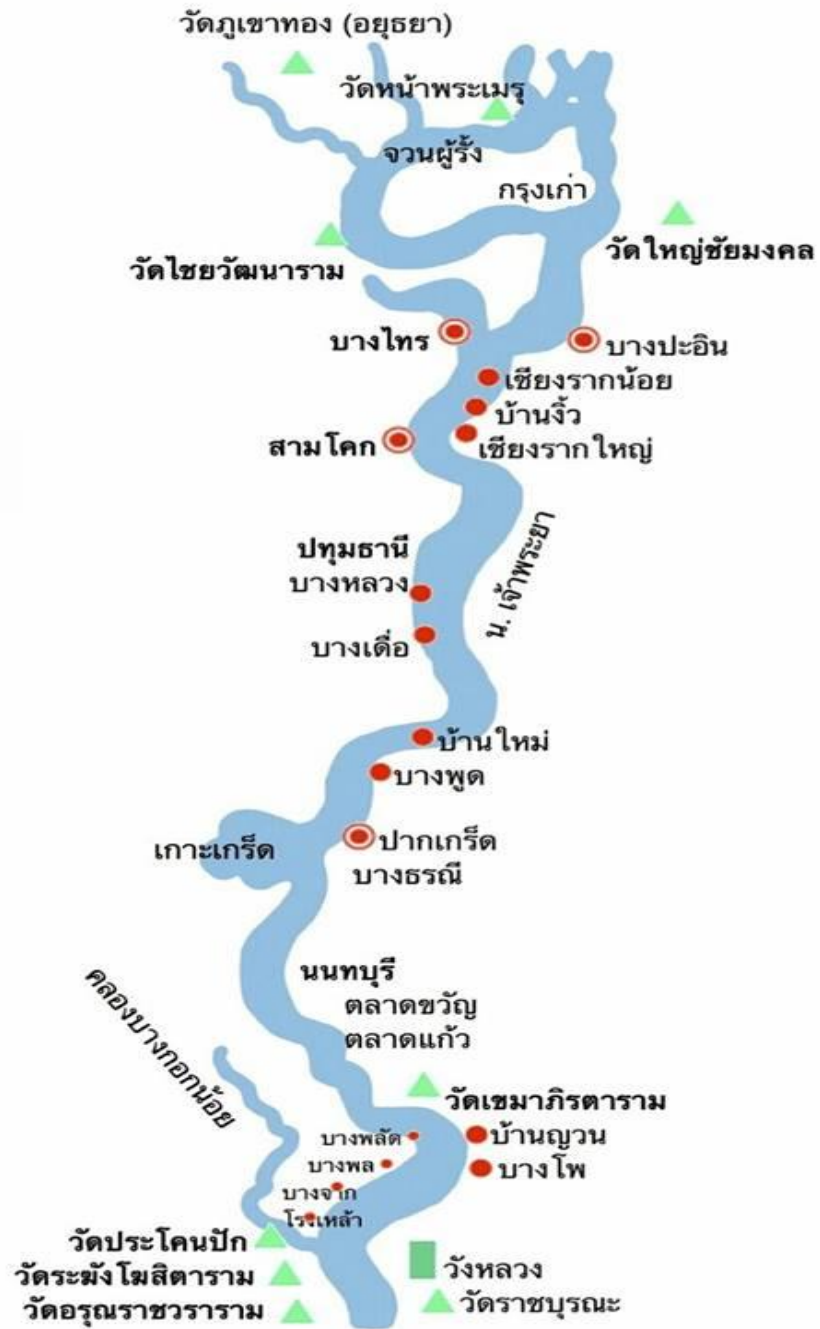 วัดภูเขาทอง (อยุธยา)
วัดหน้าพระเมรุ
จวนผู้รั้ง
กรุงเก่า
วัดไชยวัฒนาราม
วัดใหญ่ชัยมงคล
บางไทร
บางปะอิน
เชียงรากน้อย
บ้านงิ้ว
สามโคก
เชียงรากใหญ่
น. เจ้าพระยา
ปทุมธานี
บางหลวง
บางเดื่อ
บ้านใหม่
บางพูด
เกาะเกร็ด
ปากเกร็ด
บางธรณี
นนทบุรี
ตลาดขวัญ
ตลาดแก้ว
คลองบางกอกน้อย
วัดเขมาภิรตาราม
บางพลัด
บ้านญวน
บางพล
บางโพ
บางจาก
โรงเหล้า
วัดประโคนปัก
วัดระฆังโฆสิตาราม
วัดอรุณราชวราราม
วังหลวง
วัดราชบุรณะ